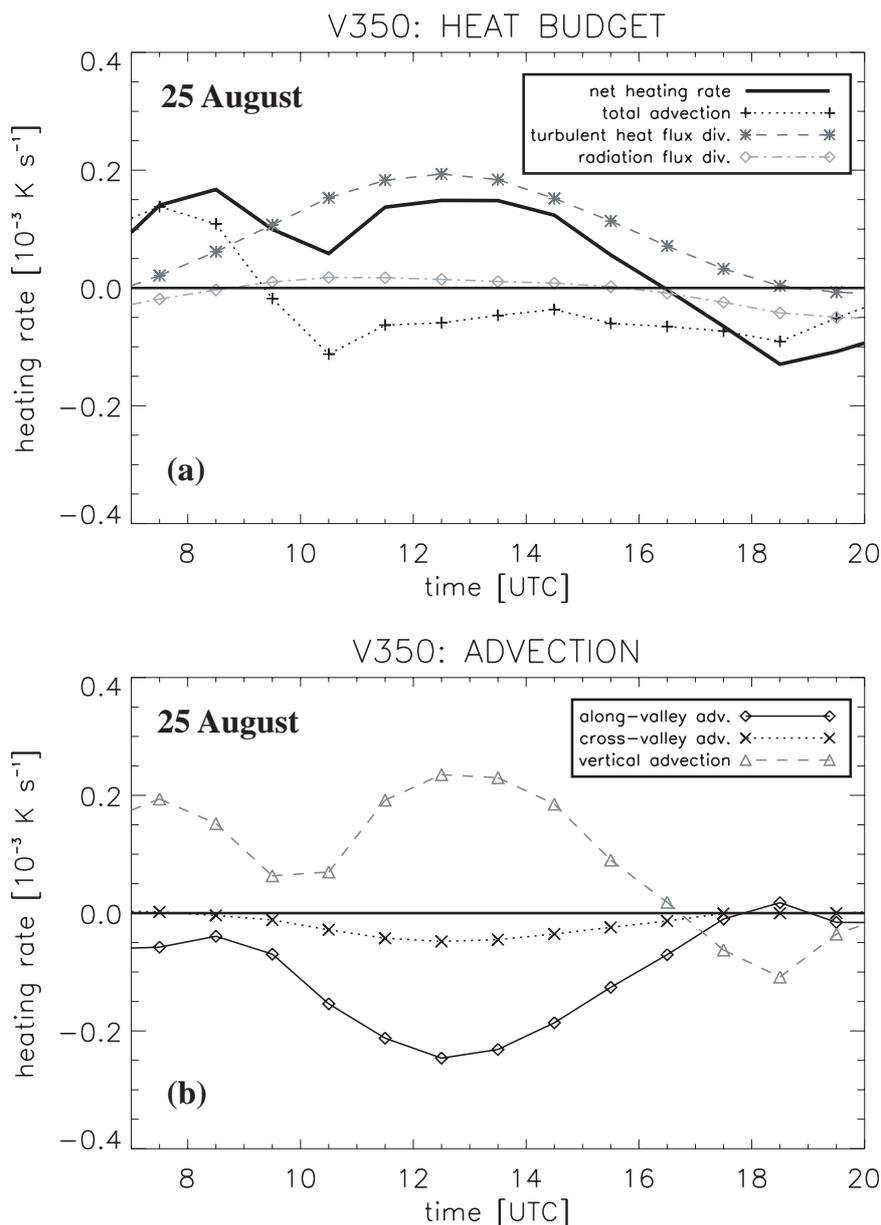 V350: HEAT BUDGET
0.4
0.2
0.0
−0.2
−0.4
heating rate [10⁻³ K s⁻¹]
25 August
net heating rate
total advection
turbulent heat flux div.
radiation flux div.
(a)
8 10 12 14 16 18 20
time [UTC]
V350: ADVECTION
0.4
0.2
0.0
−0.2
−0.4
heating rate [10⁻³ K s⁻¹]
25 August
along−valley adv.
cross−valley adv.
vertical advection
(b)
8 10 12 14 16 18 20
time [UTC]